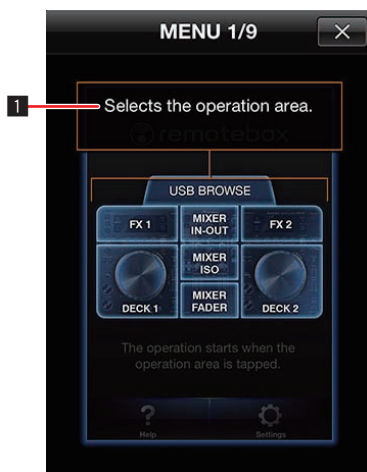 MENU 1/9
1
Selects the operation area.
remotebox
USB BROWSE
FX 1
MIXER
IN-OUT
FX 2
MIXER
ISO
DECK 1
MIXER
FADER
DECK 2
The operation starts when the
operation area is tapped.
?
Help
Settings